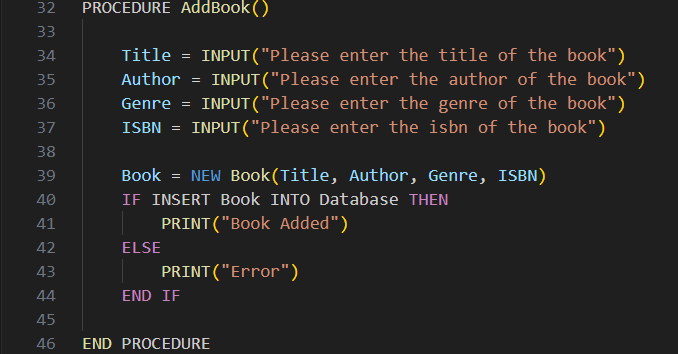 32 PROCEDURE AddBook()
33
34 Title = INPUT("Please enter the title of the book")
35 Author = INPUT("Please enter the author of the book")
36 Genre = INPUT("Please enter the genre of the book")
37 ISBN = INPUT("Please enter the isbn of the book")
38
39 Book = NEW Book(Title, Author, Genre, ISBN)
40 IF INSERT Book INTO Database THEN
41 PRINT("Book Added")
42 ELSE
43 PRINT("Error")
44 END IF
45
46 END PROCEDURE